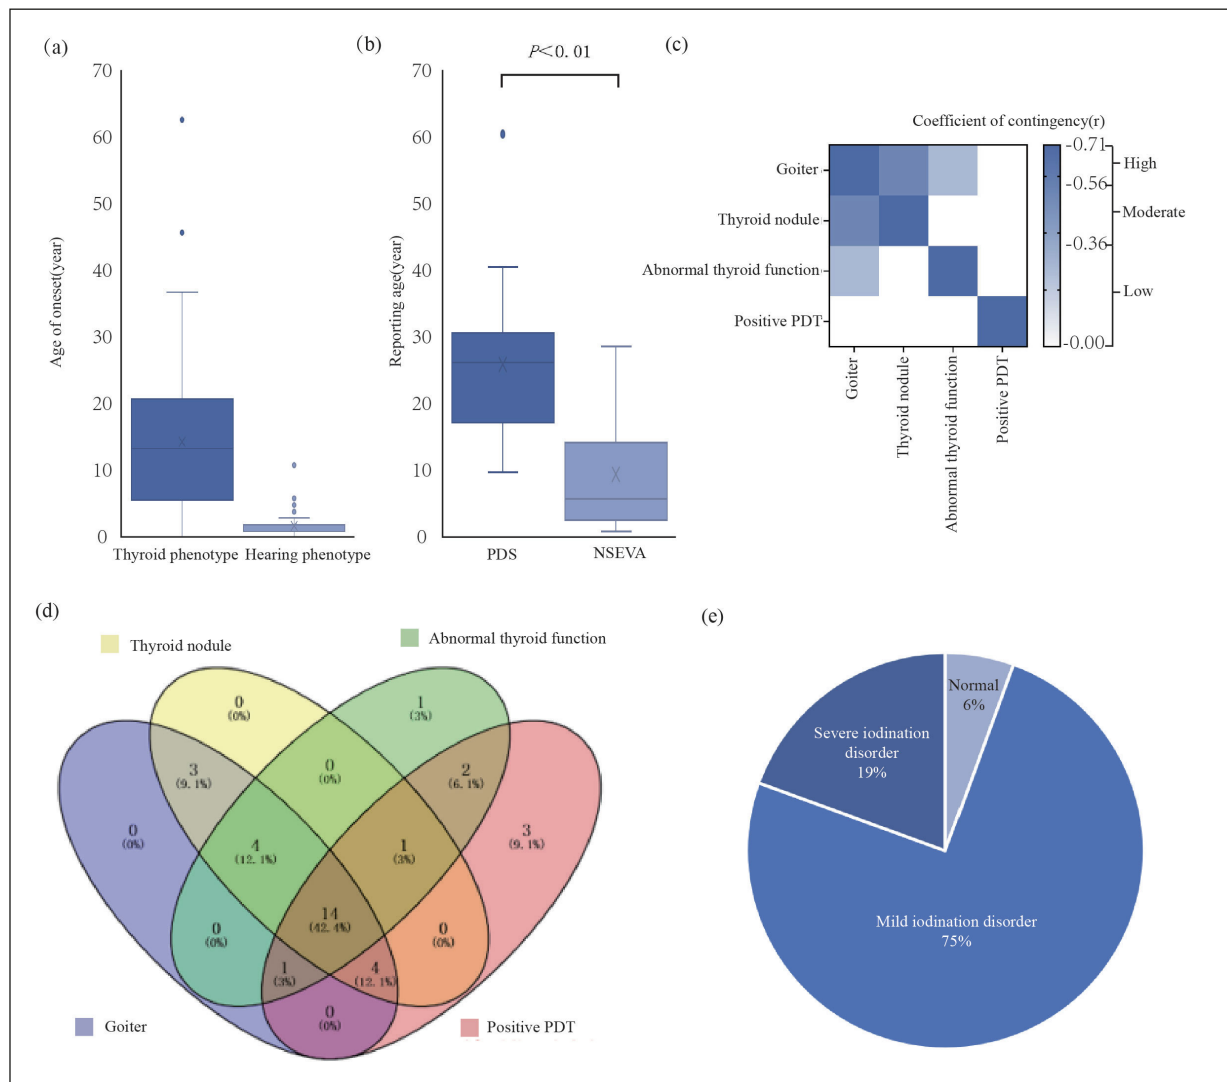 (a)
70
60
50
40
30
20
10
0
Age of oneset(year)
Thyroid phenotype
Hearing phenotype
(b)
P<0.01
70
60
50
40
30
20
10
0
Reporting age(year)
PDS
NSEVA
(c)
Coefficient of contingency(r)
Goiter
Thyroid nodule
Abnormal thyroid function
Positive PDT
-0.71
-0.56
-0.36
-0.00
High
Moderate
Low
Goiter
Thyroid nodule
Abnormal thyroid function
Positive PDT
(d)
Thyroid nodule
Abnormal thyroid function
0
(0%)
1
(3%)
3
(9.1%)
0
(0%)
2
(6.1%)
0
(0%)
4
(12.1%)
1
(3%)
3
(9.1%)
14
(42.4%)
0
(0%)
0
(0%)
1
(3%)
4
(12.1%)
0
(0%)
Goiter
Positive PDT
(e)
Normal
6%
Severe iodination
disorder
19%
Mild iodination disorder
75%